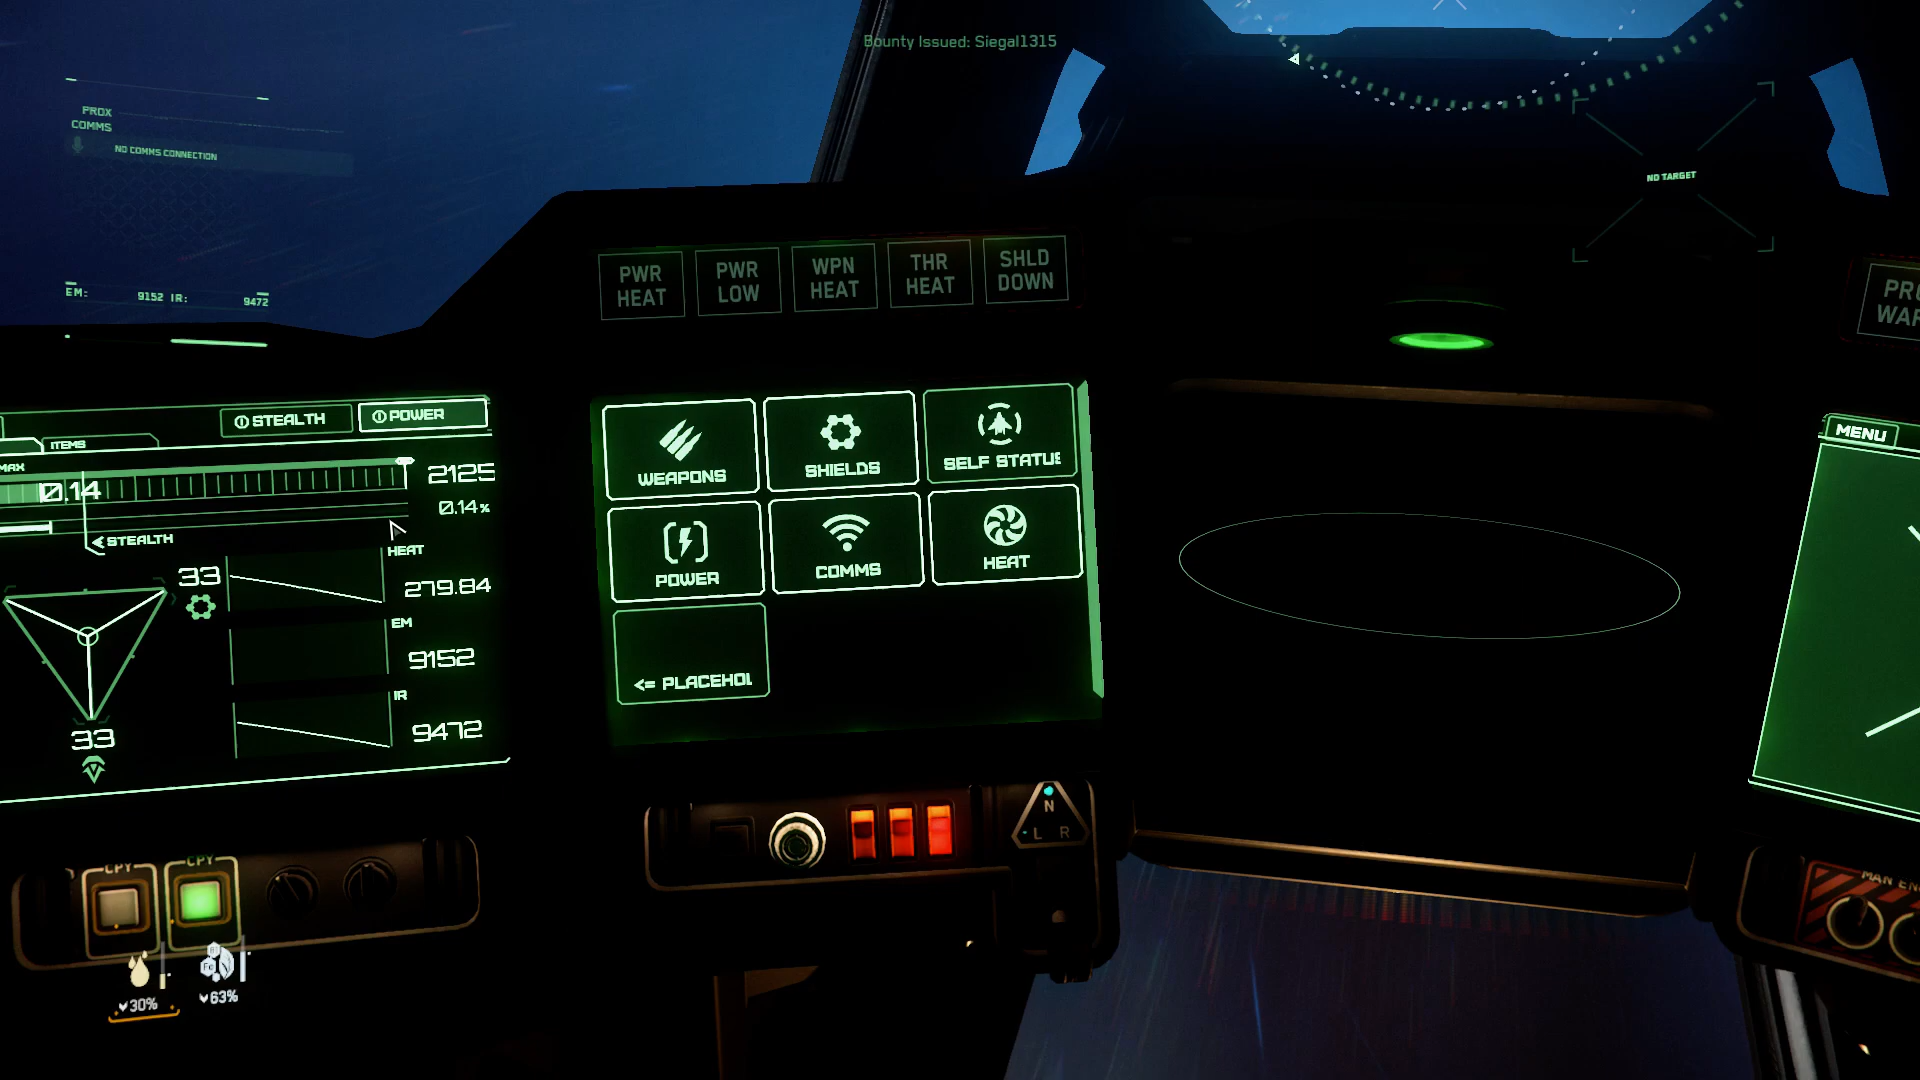 Bounty Issued: Siegal1315
PROX
COMMS
NO COMMS CONNECTION
NO TARGET
EM: 9152 IR: 9472
PWR HEAT
PWR LOW
WPN HEAT
THR HEAT
SHLD DOWN
STEALTH
POWER
ITEMS
MAX
0.14
2125
0.14%
STEALTH
33
HEAT
279.84
EM
9152
IR
9472
33
WEAPONS
SHIELDS
SELF STATUS
POWER
COMMS
HEAT
<= PLACEHOL
MENU
N
L R
CPY
CPY
30%
63%
MAN EN